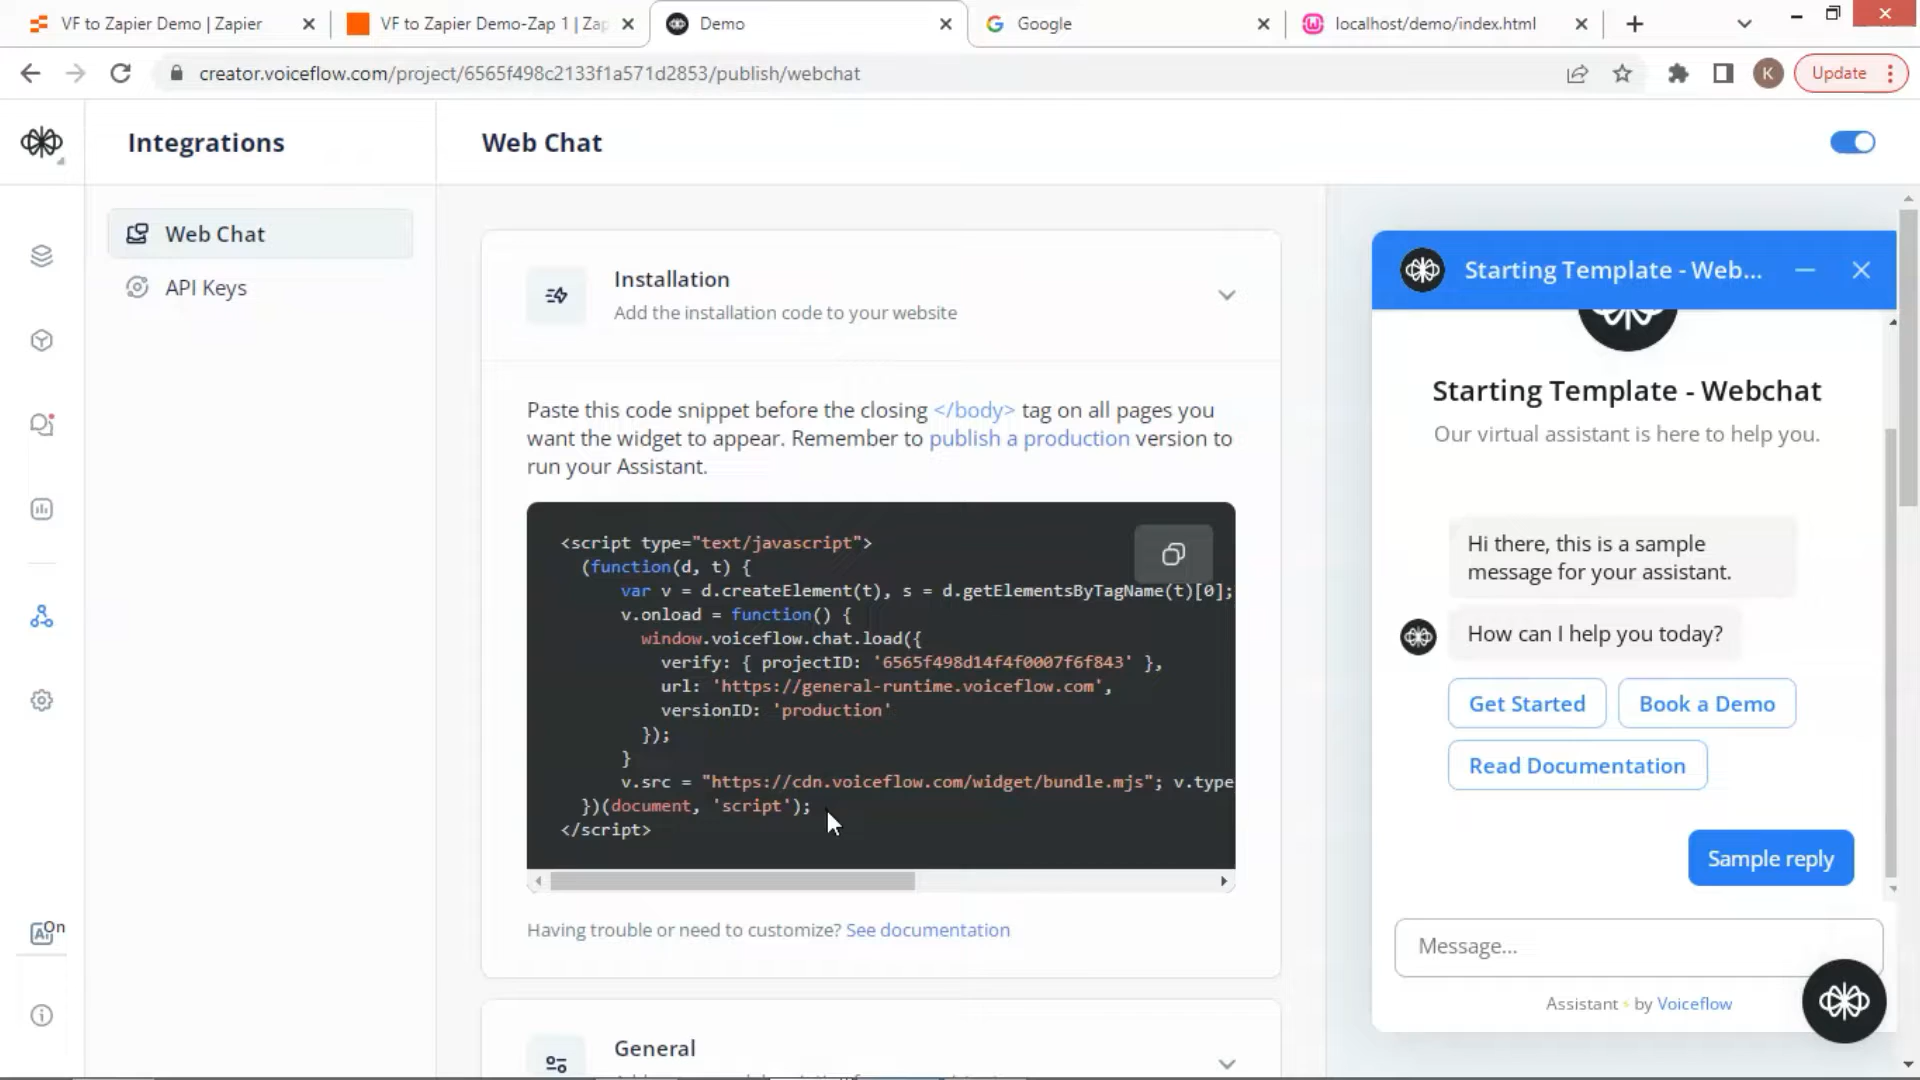 VF to Zapier Demo | Zapier
VF to Zapier Demo-Zap 1 | Zap
Demo
Google
localhost/demo/index.html
creator.voiceflow.com/project/6565f498c2133f1a571d2853/publish/webchat
K
Update
Integrations
Web Chat
Web Chat
API Keys
Installation
Add the installation code to your website
Paste this code snippet before the closing </body> tag on all pages you
want the widget to appear. Remember to publish a production version to
run your Assistant.
<script type="text/javascript">
(function(d, t) {
var v = d.createElement(t), s = d.getElementsByTagName(t)[0];
v.onload = function() {
window.voiceflow.chat.load({
verify: { projectID: '6565f498d14f4f0007f6f843' },
url: 'https://general-runtime.voiceflow.com',
versionID: 'production'
});
}
v.src = "https://cdn.voiceflow.com/widget/bundle.mjs"; v.type
})(document, 'script');
</script>
Having trouble or need to customize? See documentation
General
AI On
Starting Template - Web...
Starting Template - Webchat
Our virtual assistant is here to help you.
Hi there, this is a sample
message for your assistant.
How can I help you today?
Get Started
Book a Demo
Read Documentation
Sample reply
Message...
Assistant • by Voiceflow